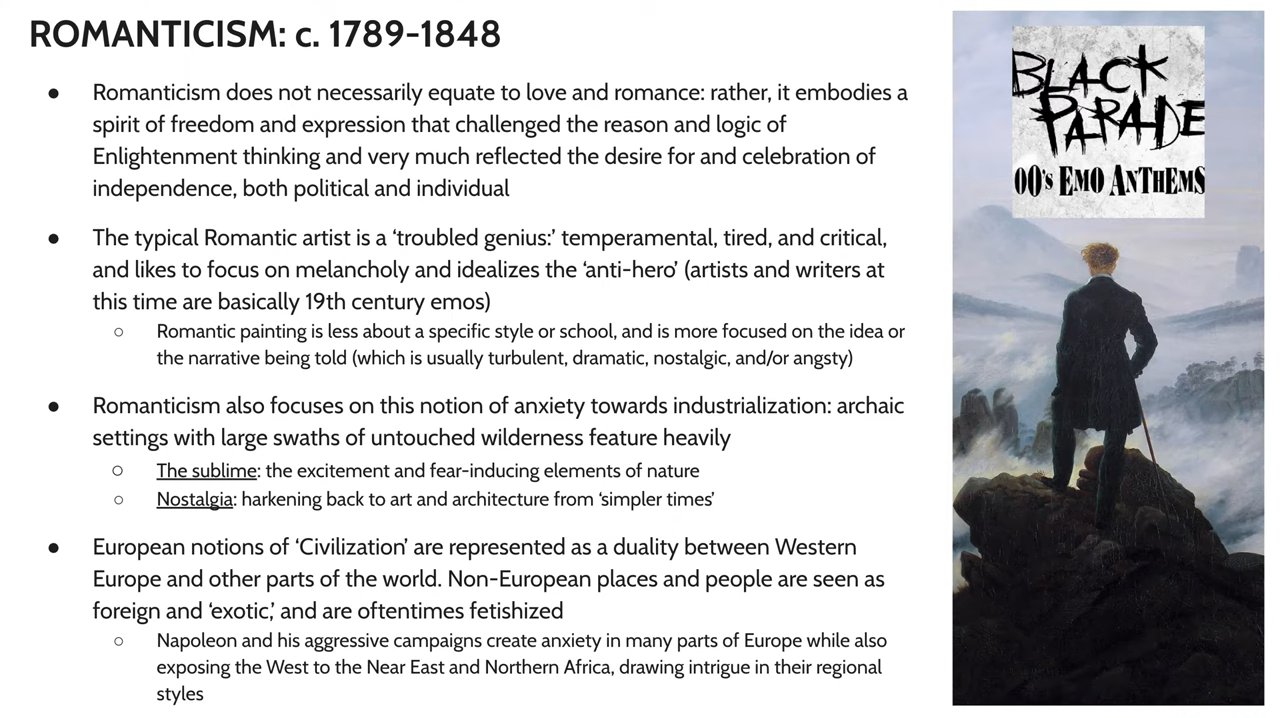 ROMANTICISM: c. 1789-1848
● Romanticism does not necessarily equate to love and romance: rather, it embodies a
spirit of freedom and expression that challenged the reason and logic of
Enlightenment thinking and very much reflected the desire for and celebration of
independence, both political and individual
● The typical Romantic artist is a ‘troubled genius:’ temperamental, tired, and critical,
and likes to focus on melancholy and idealizes the ‘anti-hero’ (artists and writers at
this time are basically 19th century emos)
○ Romantic painting is less about a specific style or school, and is more focused on the idea or
the narrative being told (which is usually turbulent, dramatic, nostalgic, and/or angsty)
● Romanticism also focuses on this notion of anxiety towards industrialization: archaic
settings with large swaths of untouched wilderness feature heavily
○ The sublime: the excitement and fear-inducing elements of nature
○ Nostalgia: harkening back to art and architecture from ‘simpler times’
● European notions of ‘Civilization’ are represented as a duality between Western
Europe and other parts of the world. Non-European places and people are seen as
foreign and ‘exotic,’ and are oftentimes fetishized
○ Napoleon and his aggressive campaigns create anxiety in many parts of Europe while also
exposing the West to the Near East and Northern Africa, drawing intrigue in their regional
styles
BLACK
PARADE
00's EMO ANTHEMS